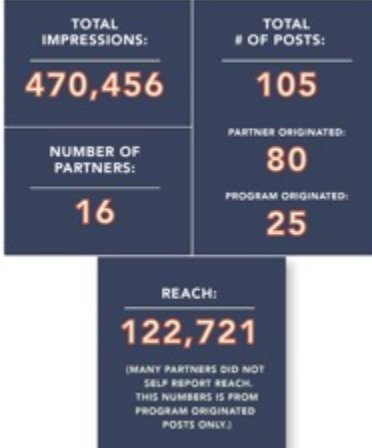 TOTAL
IMPRESSIONS:
470,456
NUMBER OF
PARTNERS:
16
TOTAL
# OF POSTS:
105
PARTNER ORIGINATED:
80
PROGRAM ORIGINATED:
25
REACH:
122,721
(MANY PARTNERS DID NOT
SELF REPORT REACH.
THIS NUMBERS IS FROM
PROGRAM ORIGINATED
POSTS ONLY.)